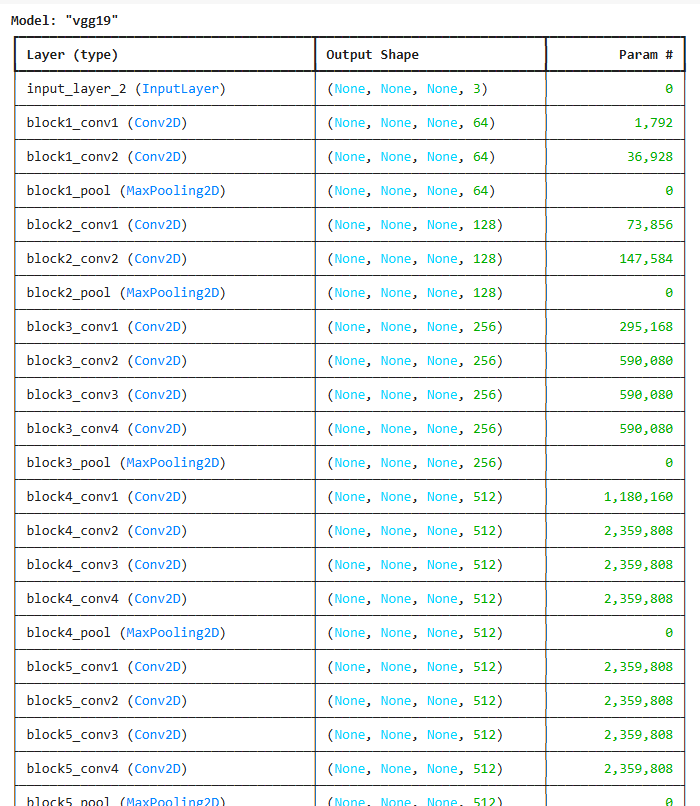 Model: "vgg19"
Layer (type) Output Shape Param #
input_layer_2 (InputLayer) (None, None, None, 3) 0
block1_conv1 (Conv2D) (None, None, None, 64) 1,792
block1_conv2 (Conv2D) (None, None, None, 64) 36,928
block1_pool (MaxPooling2D) (None, None, None, 64) 0
block2_conv1 (Conv2D) (None, None, None, 128) 73,856
block2_conv2 (Conv2D) (None, None, None, 128) 147,584
block2_pool (MaxPooling2D) (None, None, None, 128) 0
block3_conv1 (Conv2D) (None, None, None, 256) 295,168
block3_conv2 (Conv2D) (None, None, None, 256) 590,080
block3_conv3 (Conv2D) (None, None, None, 256) 590,080
block3_conv4 (Conv2D) (None, None, None, 256) 590,080
block3_pool (MaxPooling2D) (None, None, None, 256) 0
block4_conv1 (Conv2D) (None, None, None, 512) 1,180,160
block4_conv2 (Conv2D) (None, None, None, 512) 2,359,808
block4_conv3 (Conv2D) (None, None, None, 512) 2,359,808
block4_conv4 (Conv2D) (None, None, None, 512) 2,359,808
block4_pool (MaxPooling2D) (None, None, None, 512) 0
block5_conv1 (Conv2D) (None, None, None, 512) 2,359,808
block5_conv2 (Conv2D) (None, None, None, 512) 2,359,808
block5_conv3 (Conv2D) (None, None, None, 512) 2,359,808
block5_conv4 (Conv2D) (None, None, None, 512) 2,359,808
block5_pool (MaxPooling2D) (None, None, None, 512) 0